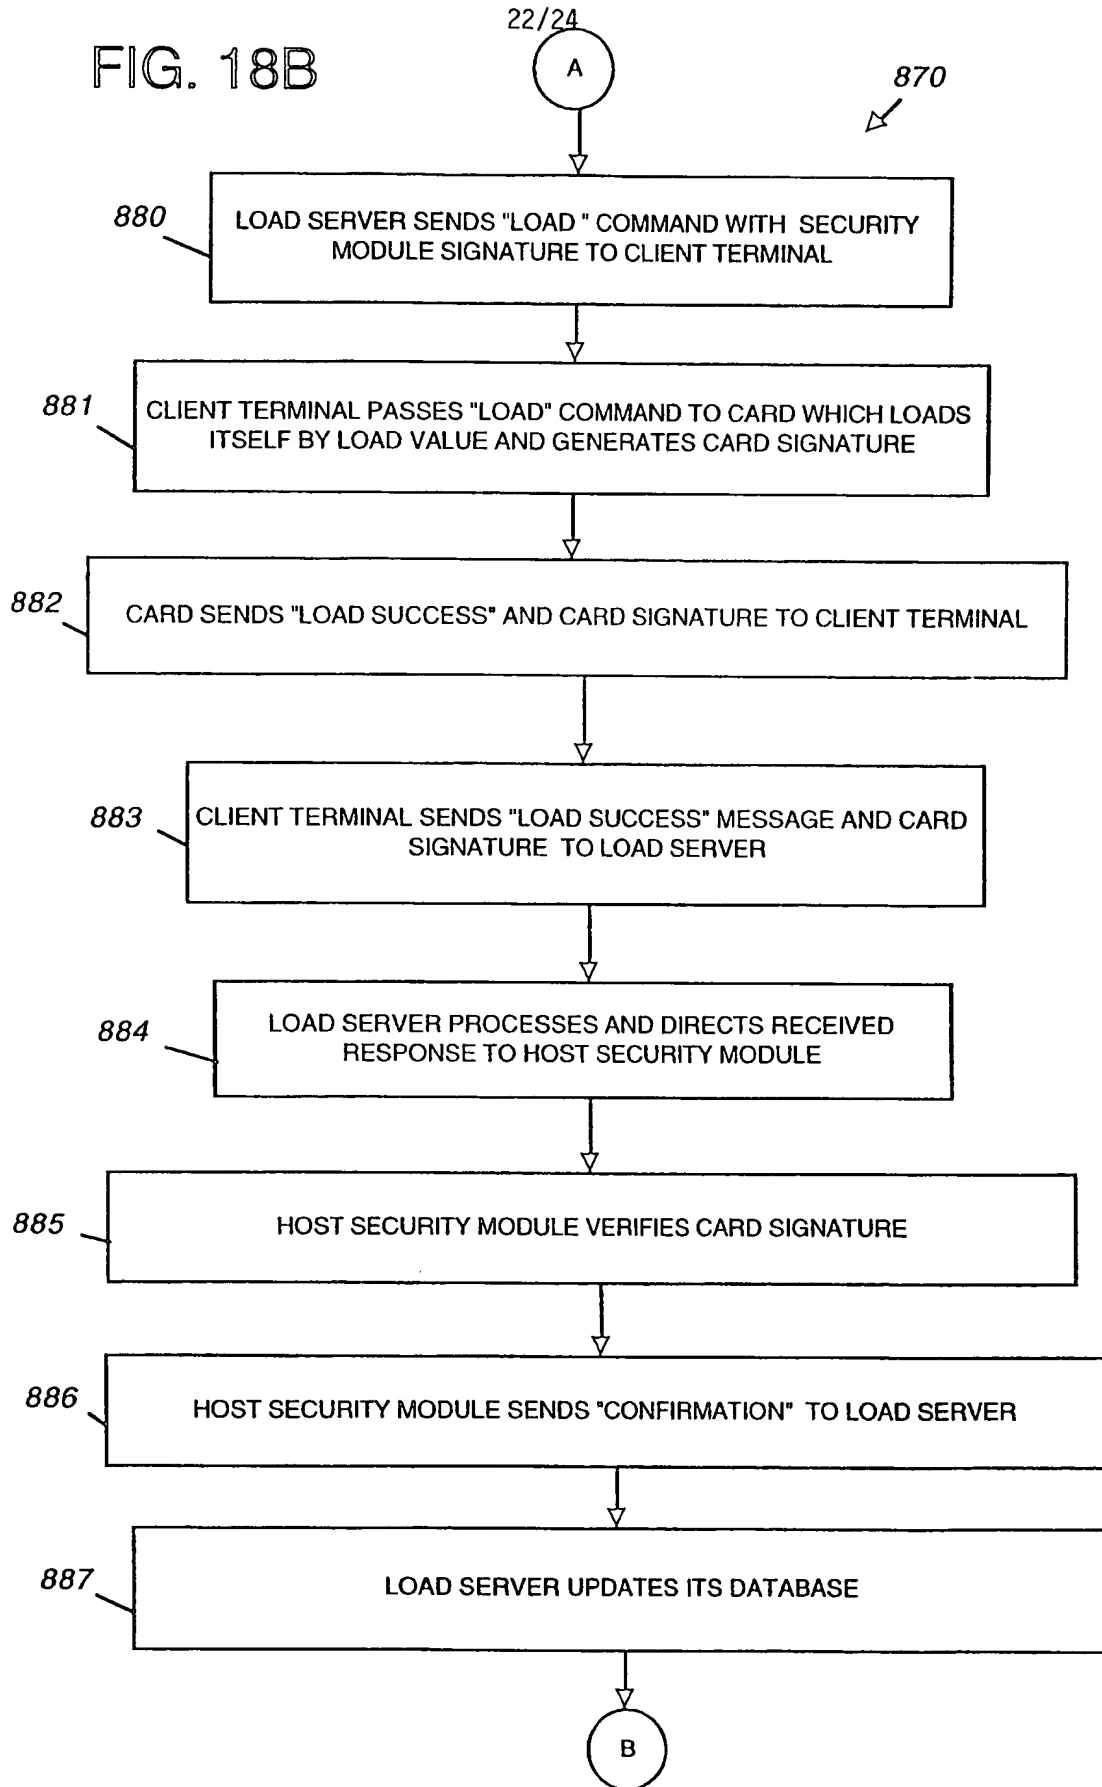 22/24
FIG. 18B
A
870
880
LOAD SERVER SENDS "LOAD " COMMAND WITH SECURITY
MODULE SIGNATURE TO CLIENT TERMINAL
881
CLIENT TERMINAL PASSES "LOAD" COMMAND TO CARD WHICH LOADS
ITSELF BY LOAD VALUE AND GENERATES CARD SIGNATURE
882
CARD SENDS "LOAD SUCCESS" AND CARD SIGNATURE TO CLIENT TERMINAL
883
CLIENT TERMINAL SENDS "LOAD SUCCESS" MESSAGE AND CARD
SIGNATURE TO LOAD SERVER
884
LOAD SERVER PROCESSES AND DIRECTS RECEIVED
RESPONSE TO HOST SECURITY MODULE
885
HOST SECURITY MODULE VERIFIES CARD SIGNATURE
886
HOST SECURITY MODULE SENDS "CONFIRMATION" TO LOAD SERVER
887
LOAD SERVER UPDATES ITS DATABASE
B